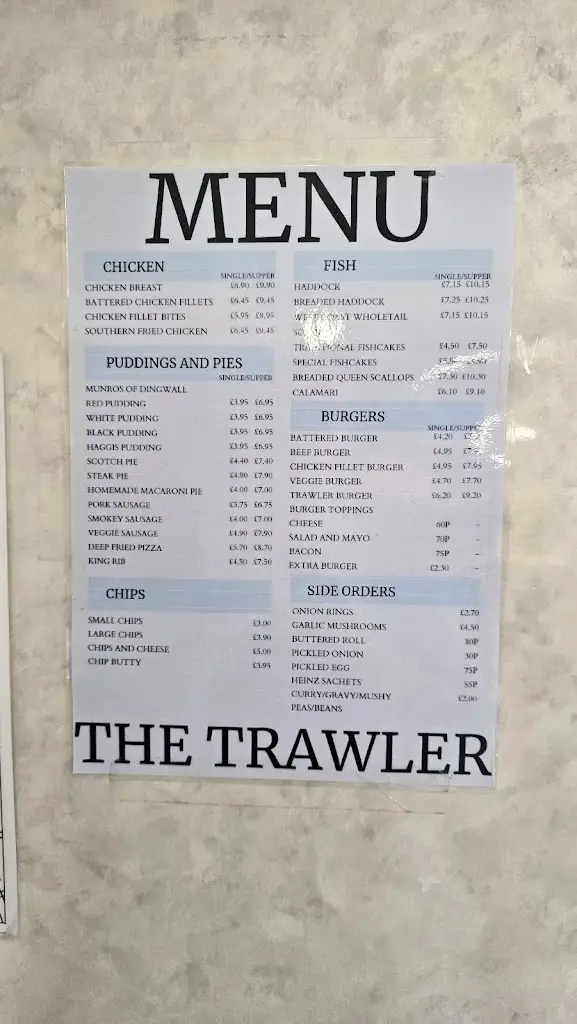 MENU
CHICKEN
SINGLE/SUPPER
CHICKEN BREAST £6.90 £9.90
BATTERED CHICKEN FILLETS £6.45 £9.45
CHICKEN FILLET BITES £5.95 £8.95
SOUTHERN FRIED CHICKEN £6.45 £9.45
PUDDINGS AND PIES
SINGLE/SUPPER
MUNROS OF DINGWALL
RED PUDDING £3.95 £6.95
WHITE PUDDING £3.95 £6.95
BLACK PUDDING £3.95 £6.95
HAGGIS PUDDING £3.95 £6.95
SCOTCH PIE £4.40 £7.40
STEAK PIE £4.90 £7.90
HOMEMADE MACARONI PIE £4.00 £7.00
PORK SAUSAGE £3.75 £6.75
SMOKEY SAUSAGE £4.00 £7.00
VEGGIE SAUSAGE £4.90 £7.90
DEEP FRIED PIZZA £5.70 £8.70
KING RIB £4.50 £7.50
CHIPS
SMALL CHIPS £3.00
LARGE CHIPS £3.90
CHIPS AND CHEESE £5.00
CHIP BUTTY £3.95
FISH
SINGLE/SUPPER
HADDOCK £7.15 £10.15
BREADED HADDOCK £7.25 £10.25
WEST COAST WHOLETAIL £7.15 £10.15
TRADITIONAL FISHCAKES £4.50 £7.50
SPECIAL FISHCAKES
BREADED QUEEN SCALLOPS £7.30 £10.30
CALAMARI £6.10 £9.10
BURGERS
SINGLE/SUPPER
BATTERED BURGER £4.20
BEEF BURGER £4.95
CHICKEN FILLET BURGER £4.95 £7.95
VEGGIE BURGER £4.70 £7.70
TRAWLER BURGER £6.20 £9.20
BURGER TOPPINGS
CHEESE 60P -
SALAD AND MAYO 70P -
BACON 75P -
EXTRA BURGER £2.30 -
SIDE ORDERS
ONION RINGS £2.70
GARLIC MUSHROOMS £4.50
BUTTERED ROLL 80P
PICKLED ONION 50P
PICKLED EGG 75P
HEINZ SACHETS 55P
CURRY/GRAVY/MUSHY £2.00
PEAS/BEANS
THE TRAWLER